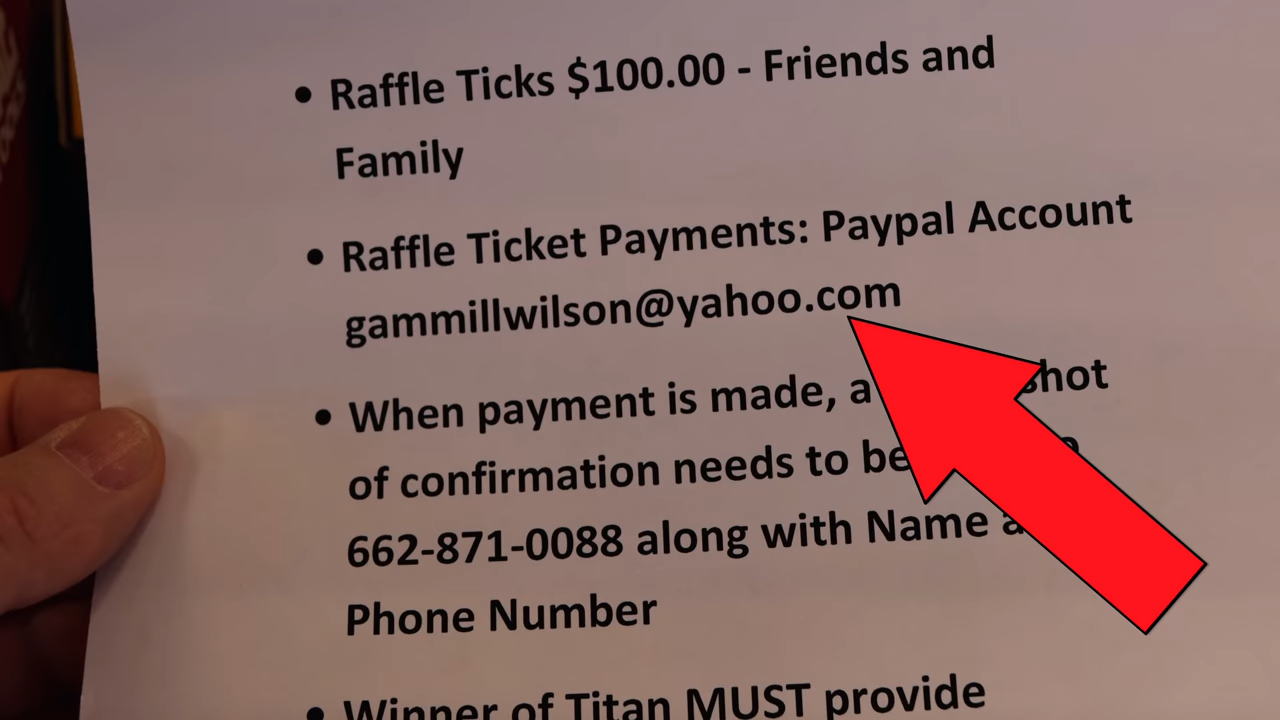 • Raffle Ticks $100.00 - Friends and
Family
• Raffle Ticket Payments: Paypal Account
gammillwilson@yahoo.com
• When payment is made, a
of confirmation needs to be
662-871-0088 along with Name
Phone Number
• Winner of Titan MUST provide